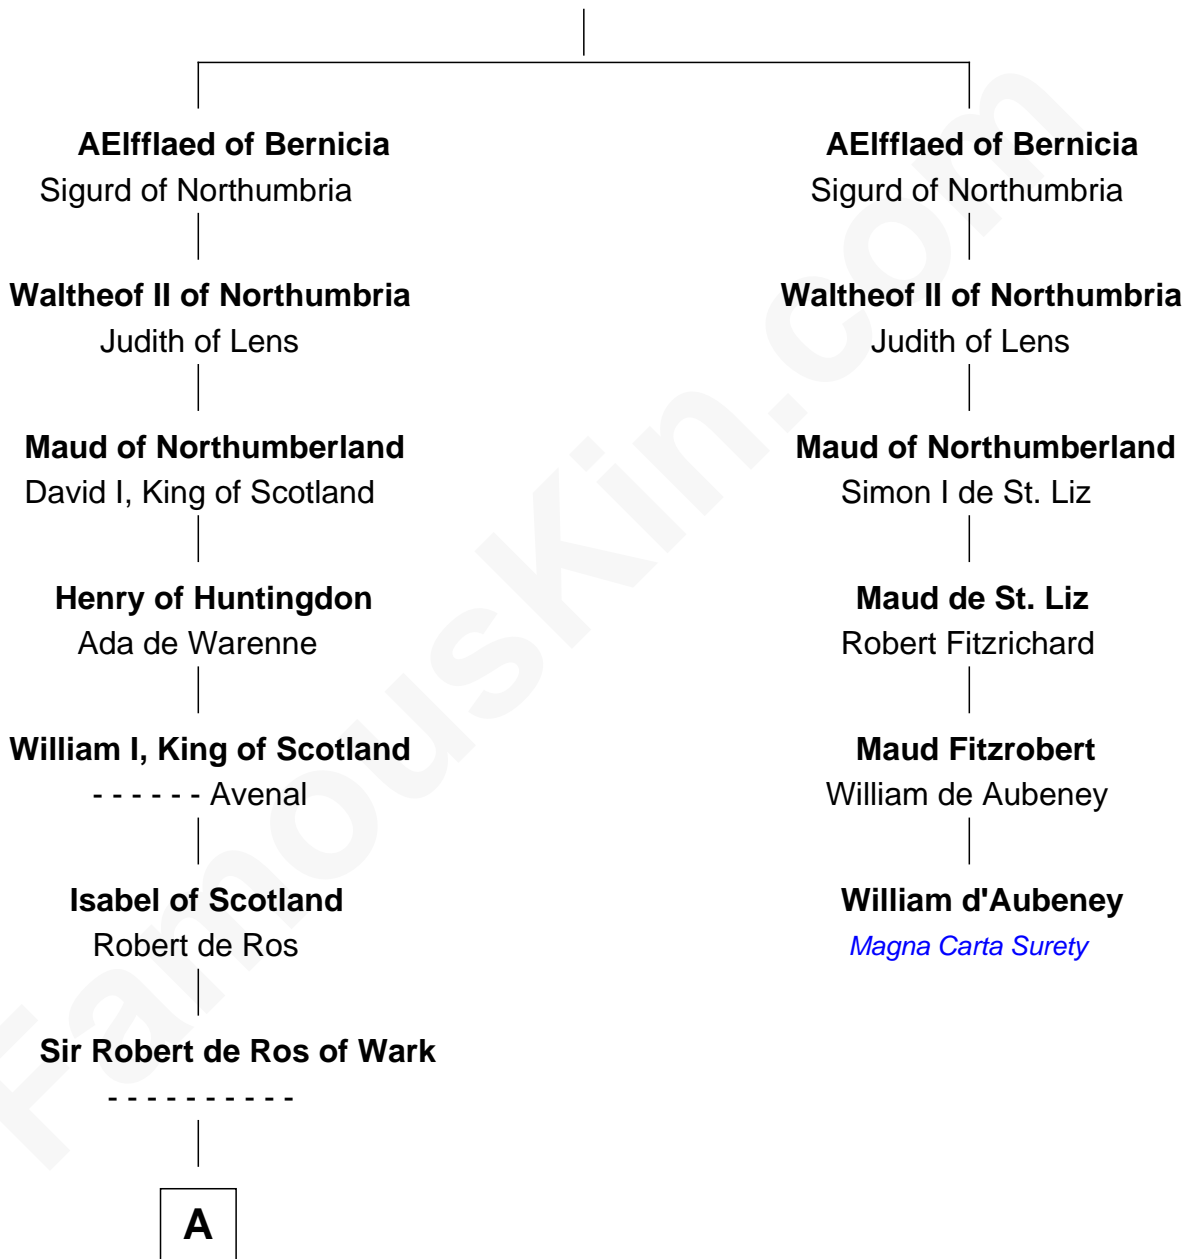 AElfflaed of Bernicia
Sigurd of Northumbria
Waltheof II of Northumbria
Judith of Lens
Maud of Northumberland
David I, King of Scotland
Henry of Huntingdon
Ada de Warenne
William I, King of Scotland
- - - - - - Avenal
Isabel of Scotland
Robert de Ros
Sir Robert de Ros of Wark
- - - - - - - - - -
A
AElfflaed of Bernicia
Sigurd of Northumbria
Waltheof II of Northumbria
Judith of Lens
Maud of Northumberland
Simon I de St. Liz
Maud de St. Liz
Robert Fitzrichard
Maud Fitzrobert
William de Aubeney
William d'Aubeney
Magna Carta Surety
FamousKin.com